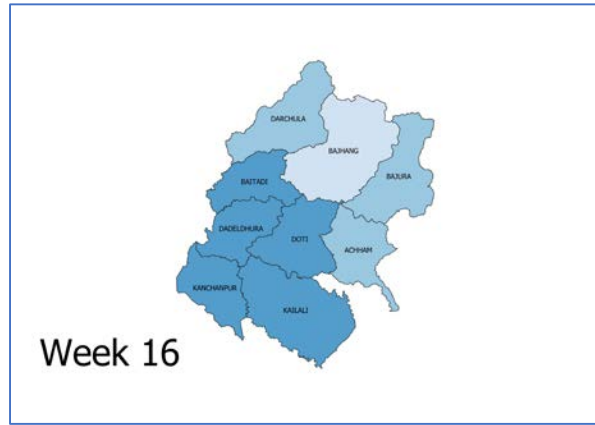 DARCHULA
BAJHANG
BAJURA
BAITADI
DADELDHURA
DOTI
ACHHAM
KANCHANPUR
KAILALI
Week 16